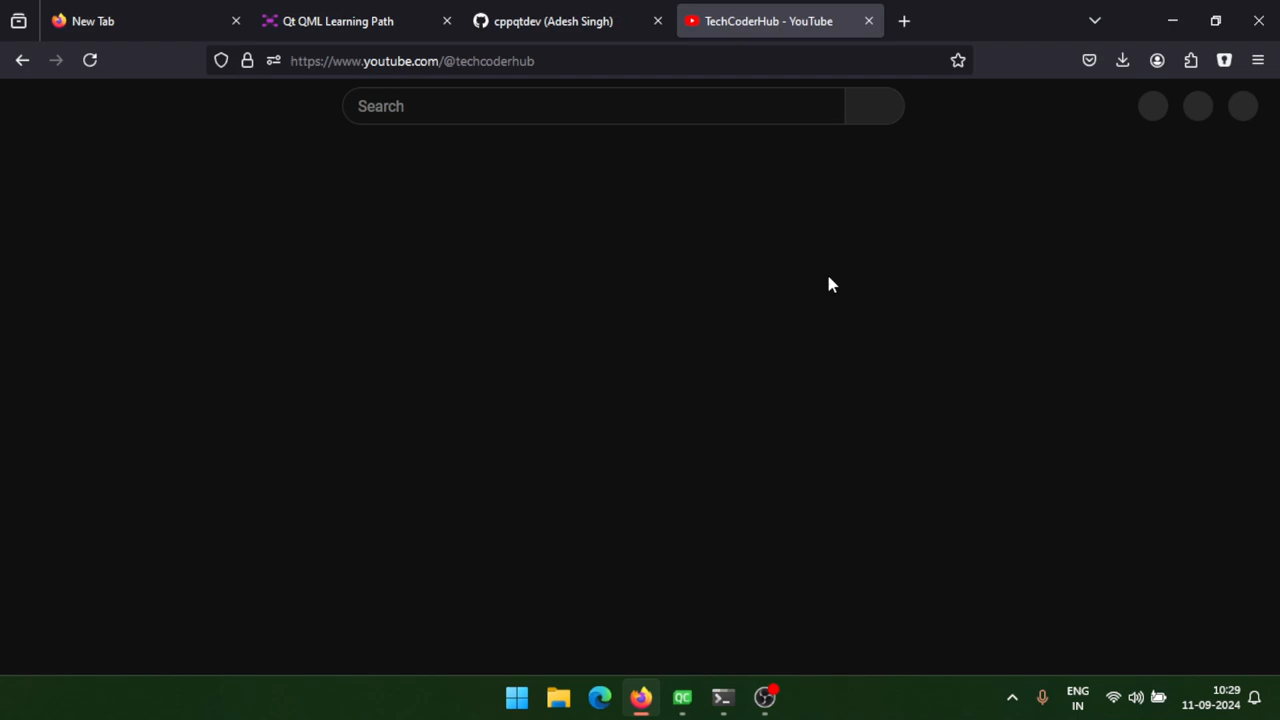 New Tab
Qt QML Learning Path
cppqtdev (Adesh Singh)
TechCoderHub - YouTube
https://www.youtube.com/@techcoderhub
Search
QC
ENG
IN
10:29
11-09-2024